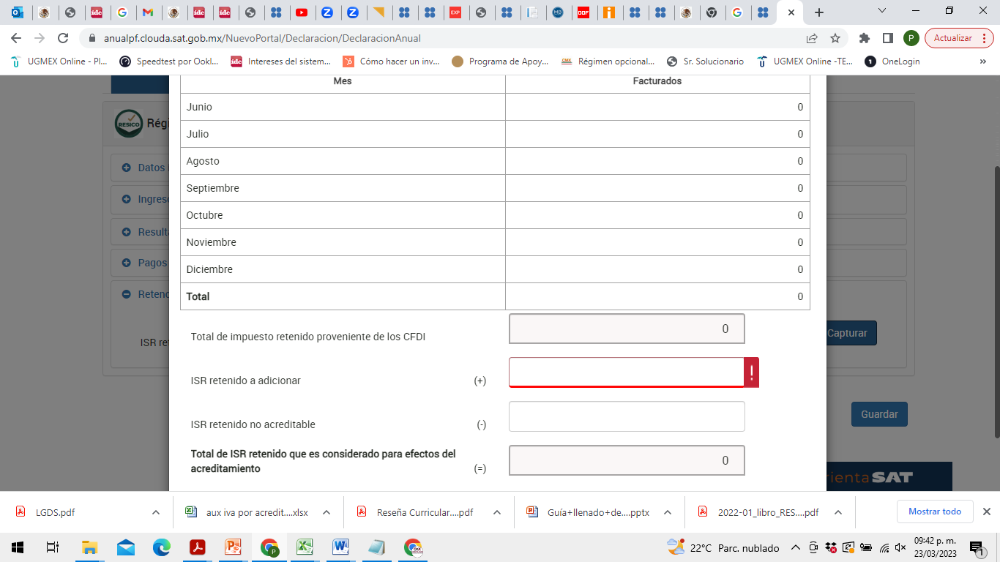 anualpf.clouda.sat.gob.mx/NuevoPortal/Declaracion/DeclaracionAnual
P
Actualizar
UGMEX Online - Pl...
Speedtest por Ookl...
Intereses del sistem...
Cómo hacer un inv...
Programa de Apoy...
Régimen opcional...
Sr. Solucionario
UGMEX Online -TE...
OneLogin
»
Mes Facturados
Junio 0
Julio 0
Agosto 0
Septiembre 0
Octubre 0
Noviembre 0
Diciembre 0
Total 0
RESICO
Régi
Datos
Ingres
Result
Pagos
Retenc
ISR ret
Capturar
Total de impuesto retenido proveniente de los CFDI 0
ISR retenido a adicionar (+) !
ISR retenido no acreditable (-)
Total de ISR retenido que es considerado para efectos del
acreditamiento (=) 0
Guardar
rientaSAT
LGDS.pdf
aux iva por acredit....xlsx
Reseña Curricular....pdf
Guía+llenado+de....pptx
2022-01_libro_RES....pdf
Mostrar todo
22°C Parc. nublado
09:42 p. m.
23/03/2023
1